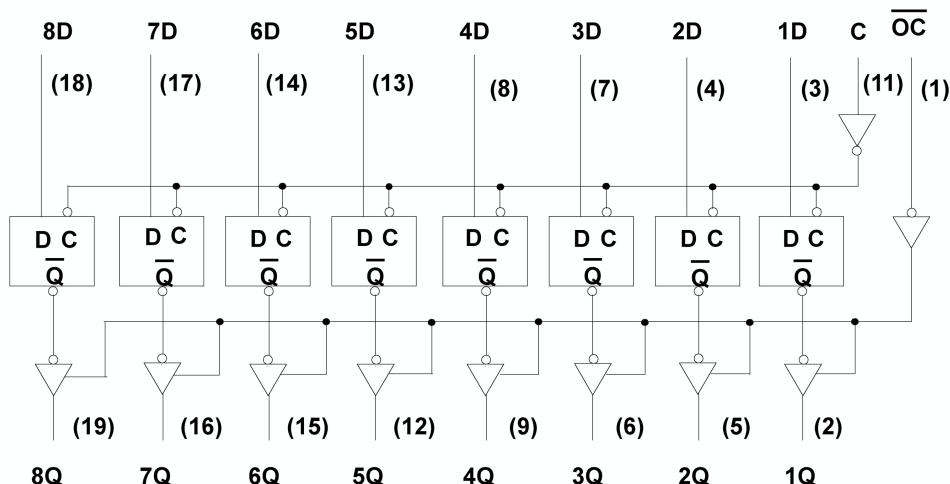 8D 7D 6D 5D 4D 3D 2D 1D C O̅C̅
(18) (17) (14) (13) (8) (7) (4) (3) (11) (1)
D C D C D C D C D C D C D C D C
Q̅ Q̅ Q̅ Q̅ Q̅ Q̅ Q̅ Q̅
(19) (16) (15) (12) (9) (6) (5) (2)
8Q 7Q 6Q 5Q 4Q 3Q 2Q 1Q